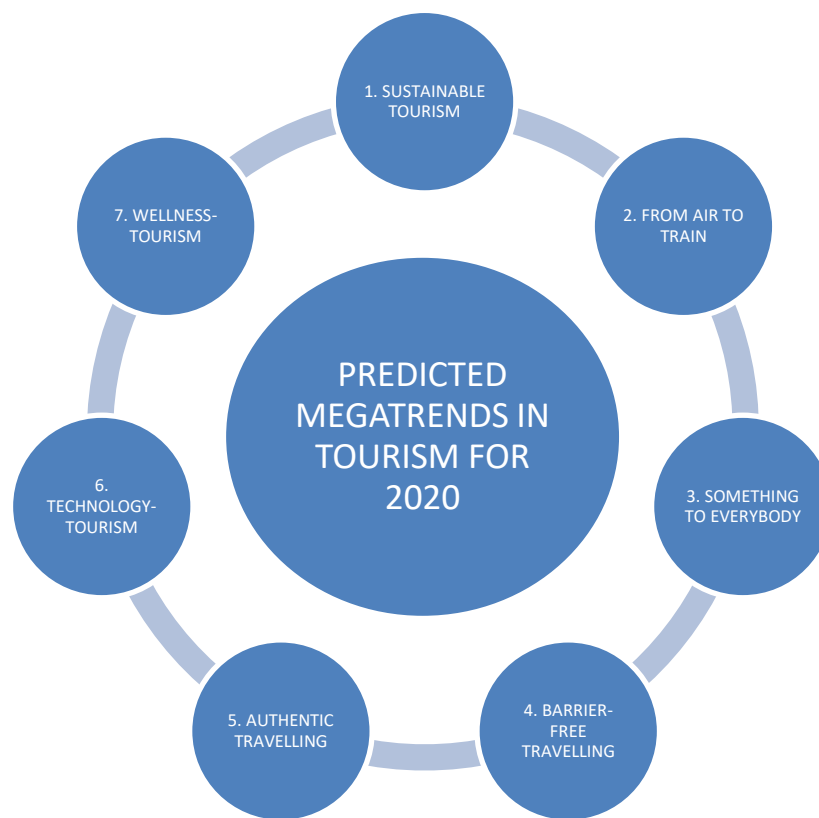 1. SUSTAINABLE
TOURISM
2. FROM AIR TO
TRAIN
3. SOMETHING
TO EVERYBODY
4. BARRIER-
FREE
TRAVELLING
5. AUTHENTIC
TRAVELLING
6.
TECHNOLOGY-
TOURISM
7. WELLNESS-
TOURISM
PREDICTED
MEGATRENDS IN
TOURISM FOR
2020